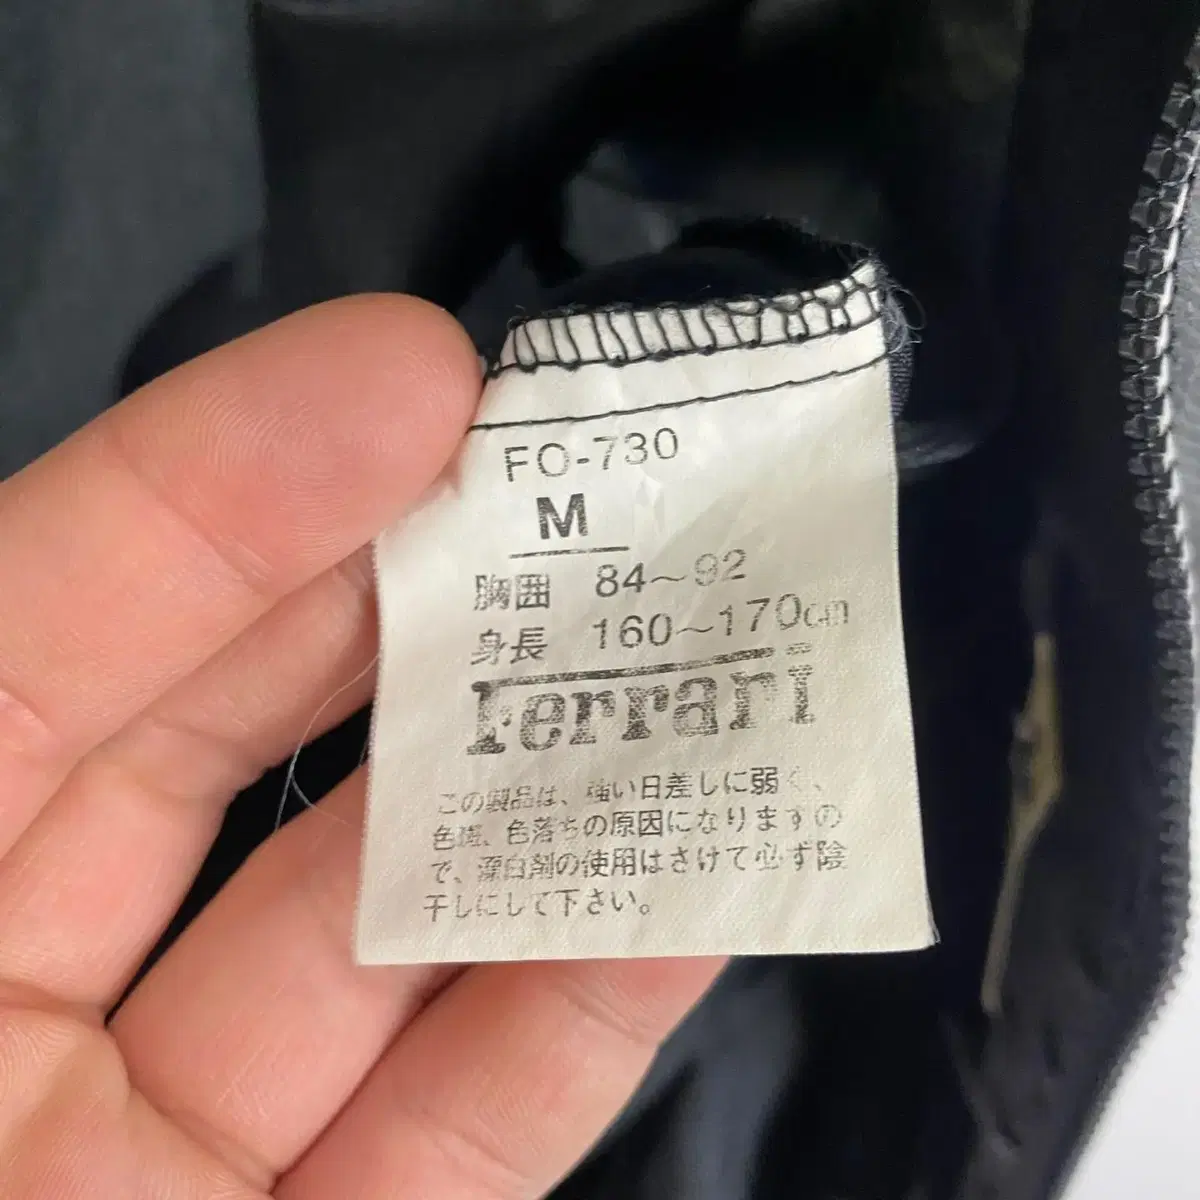 FO-730
M
胸囲 84～92
身長 160～170cm
Ferrari
この製品は、強い日差しに弱く、
色斑、色落ちの原因になりますの
で、漂白剤の使用はさけて必ず陰
干しにして下さい。